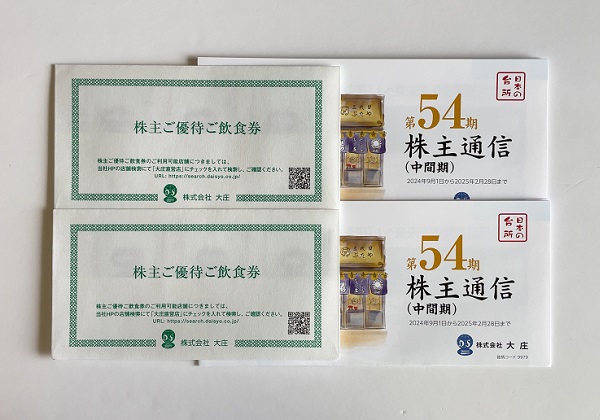 株主ご優待ご飲食券
株主ご優待ご飲食券のご利用可能店舗につきましては、
当社HPの店舗検索にて「大庄直営店」にチェックを入れて検索し、ご確認ください。
URL: https://search.daisyo.co.jp/
株式会社 大庄
日本の
台所
第54期
株主通信
(中間期)
2024年9月1日から2025年2月28日まで
株主ご優待ご飲食券
株主ご優待ご飲食券のご利用可能店舗につきましては、
当社HPの店舗検索にて「大庄直営店」にチェックを入れて検索し、ご確認ください。
URL: https://search.daisyo.co.jp/
株式会社 大庄
日本の
台所
第54期
株主通信
(中間期)
2024年9月1日から2025年2月28日まで
株式会社 大庄
証券コード 9979